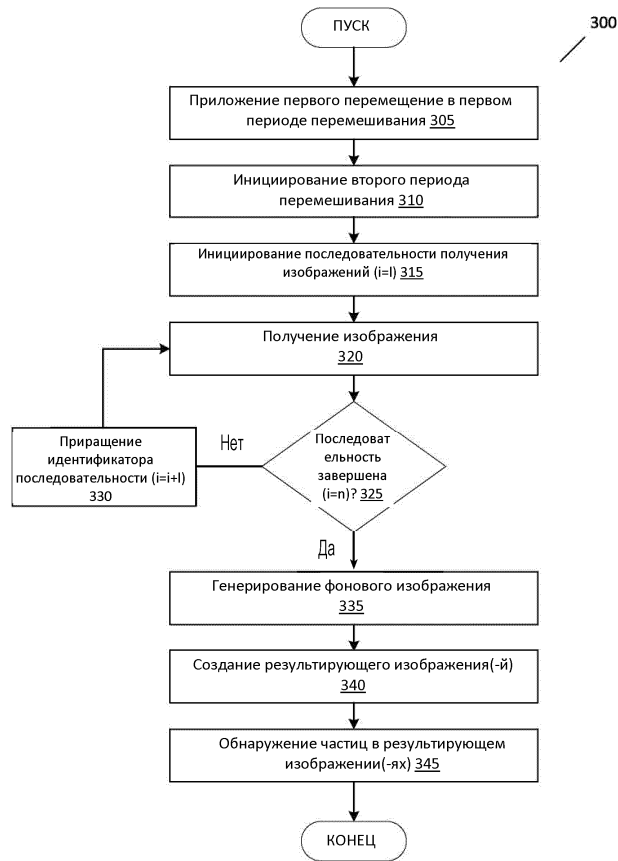 ПУСК
300
Приложение первого перемещение в первом
периоде перемешивания 305
Инициирование второго периода
перемешивания 310
Инициирование последовательности получения
изображений (i=l) 315
Получение изображения
320
Последоват
ельность
завершена
(i=n)? 325
Нет
Приращение
идентификатора
последовательности (i=i+l)
330
Да
Генерирование фонового изображения
335
Создание результирующего изображения(-й)
340
Обнаружение частиц в результирующем
изображении(-ях) 345
КОНЕЦ